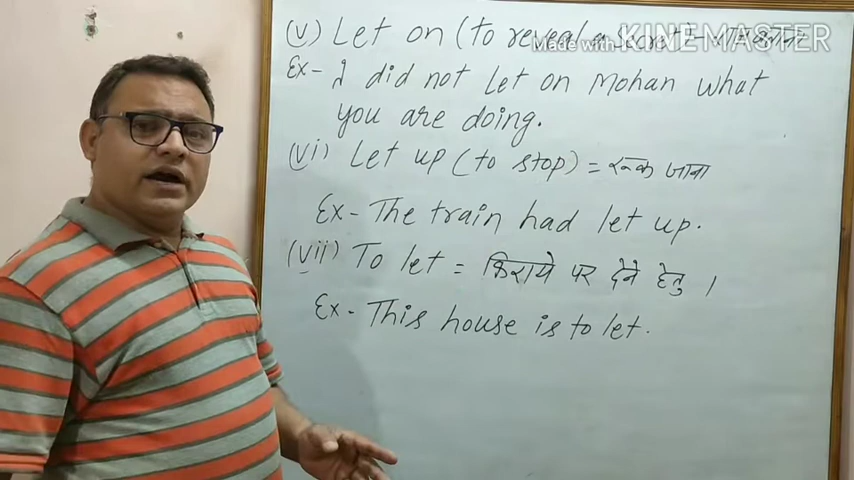 (v) Let on (to reveal a secret)
Made with KINEMASTER
Ex- I did not let on Mohan what
you are doing.
(vi) Let up (to stop) = रूक जाना
Ex- The train had let up.
(vii) To let = किराये पर देने हेतु ।
Ex- This house is to let.